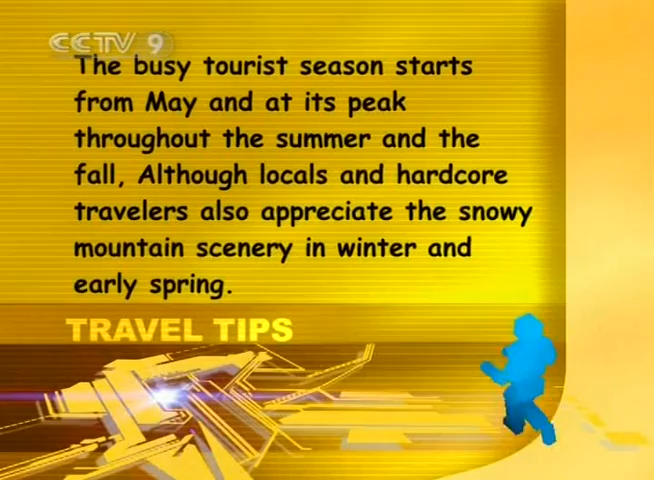 CCTV 9
The busy tourist season starts
from May and at its peak
throughout the summer and the
fall, Although locals and hardcore
travelers also appreciate the snowy
mountain scenery in winter and
early spring.
TRAVEL TIPS